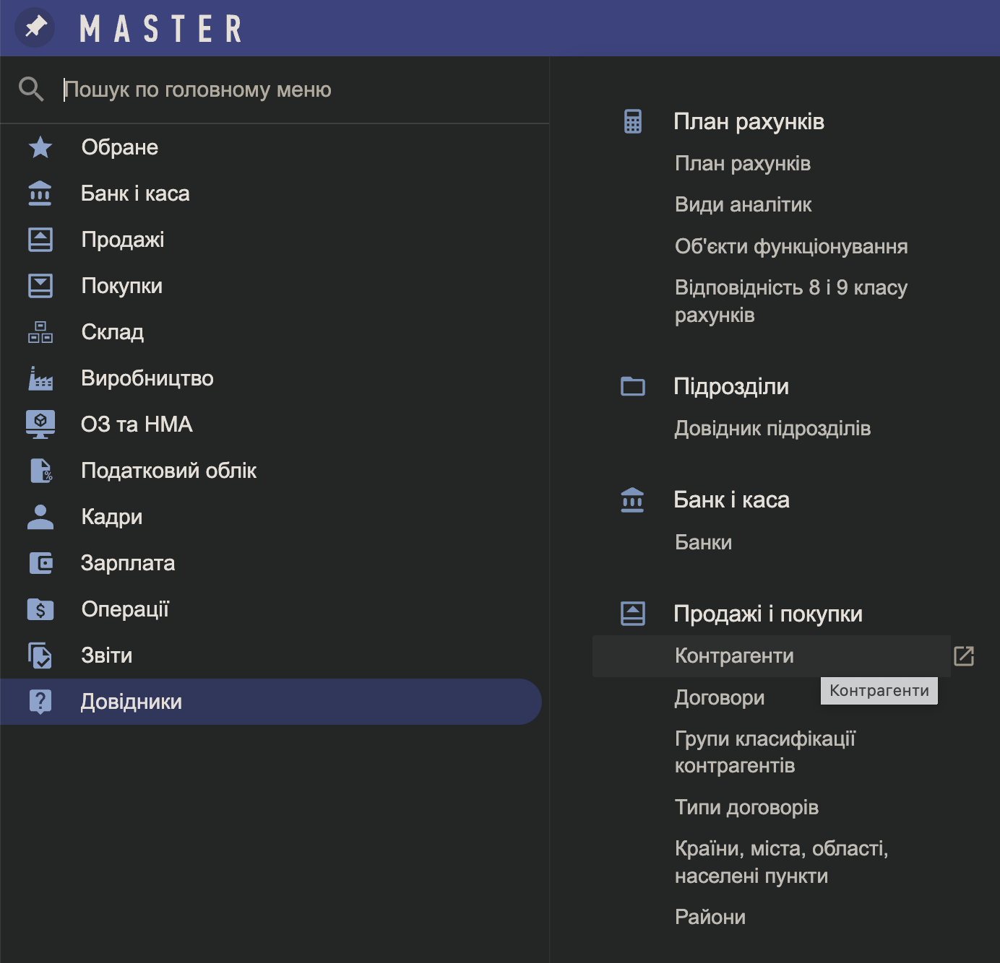 MASTER
Пошук по головному меню
Обране
Банк і каса
Продажі
Покупки
Склад
Виробництво
ОЗ та НМА
Податковий облік
Кадри
Зарплата
Операції
Звіти
Довідники
План рахунків
План рахунків
Види аналітик
Об'єкти функціонування
Відповідність 8 і 9 класу
рахунків
Підрозділи
Довідник підрозділів
Банк і каса
Банки
Продажі і покупки
Контрагенти
Контрагенти
Договори
Групи класифікації
контрагентів
Типи договорів
Країни, міста, області,
населені пункти
Райони